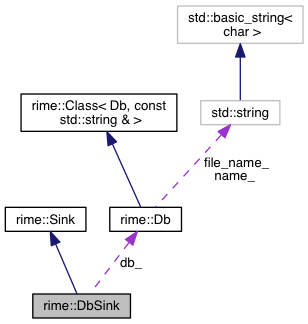 std::basic_string<
char >
rime::Class< Db, const
std::string & >
std::string
file_name_
name_
rime::Sink
rime::Db
db_
rime::DbSink